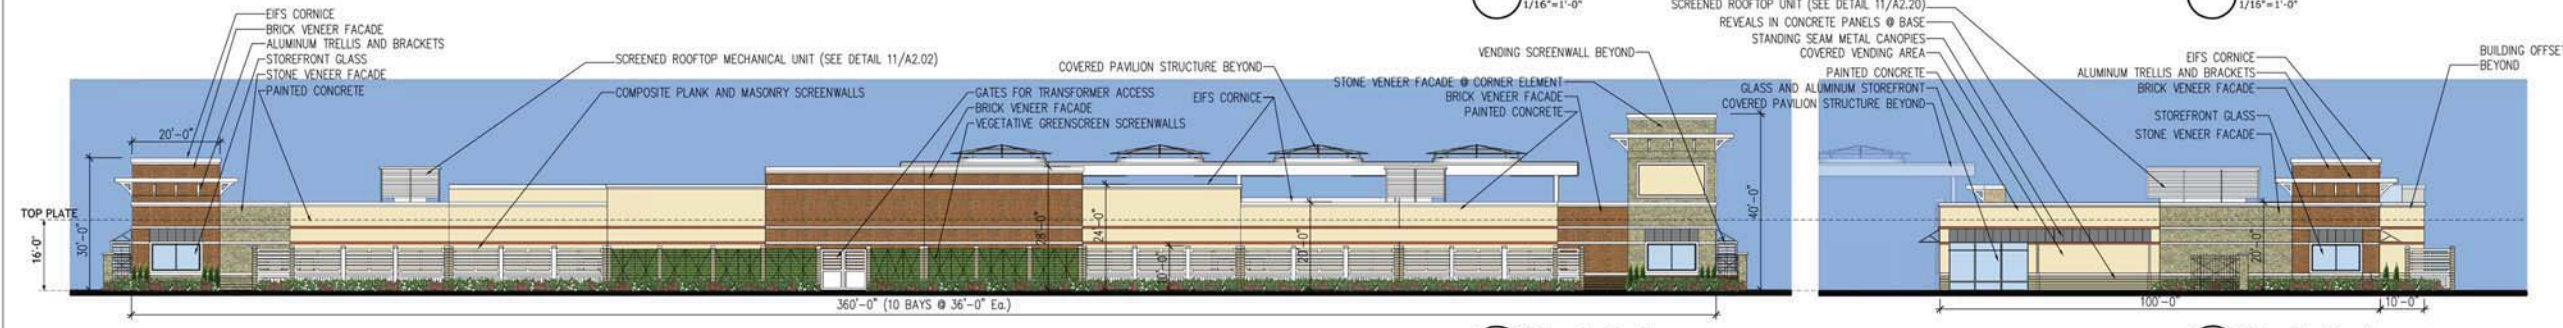 1/16"=1'-0"
1/16"=1'-0"
EIFS CORNICE
BRICK VENEER FACADE
ALUMINUM TRELLIS AND BRACKETS
STOREFRONT GLASS
STONE VENEER FACADE
PAINTED CONCRETE
SCREENED ROOFTOP MECHANICAL UNIT (SEE DETAIL 11/A2.02)
COMPOSITE PLANK AND MASONRY SCREENWALLS
COVERED PAVILION STRUCTURE BEYOND
GATES FOR TRANSFORMER ACCESS
BRICK VENEER FACADE
VEGETATIVE GREENSCREEN SCREENWALLS
EIFS CORNICE
VENDING SCREENWALL BEYOND
STONE VENEER FACADE @ CORNER ELEMENT
BRICK VENEER FACADE
PAINTED CONCRETE
20'-0"
TOP PLATE
16'-0"
30'-0"
28'-0"
24'-0"
10'-0"
20'-0"
40'-0"
360'-0" (10 BAYS @ 36'-0" Ea.)
SCREENED ROOFTOP UNIT (SEE DETAIL 11/A2.20)
REVEALS IN CONCRETE PANELS @ BASE
STANDING SEAM METAL CANOPIES
COVERED VENDING AREA
PAINTED CONCRETE
GLASS AND ALUMINUM STOREFRONT
COVERED PAVILION STRUCTURE BEYOND
EIFS CORNICE
ALUMINUM TRELLIS AND BRACKETS
BRICK VENEER FACADE
STOREFRONT GLASS
STONE VENEER FACADE
BUILDING OFFSET
BEYOND
20'-0"
100'-0"
10'-0"